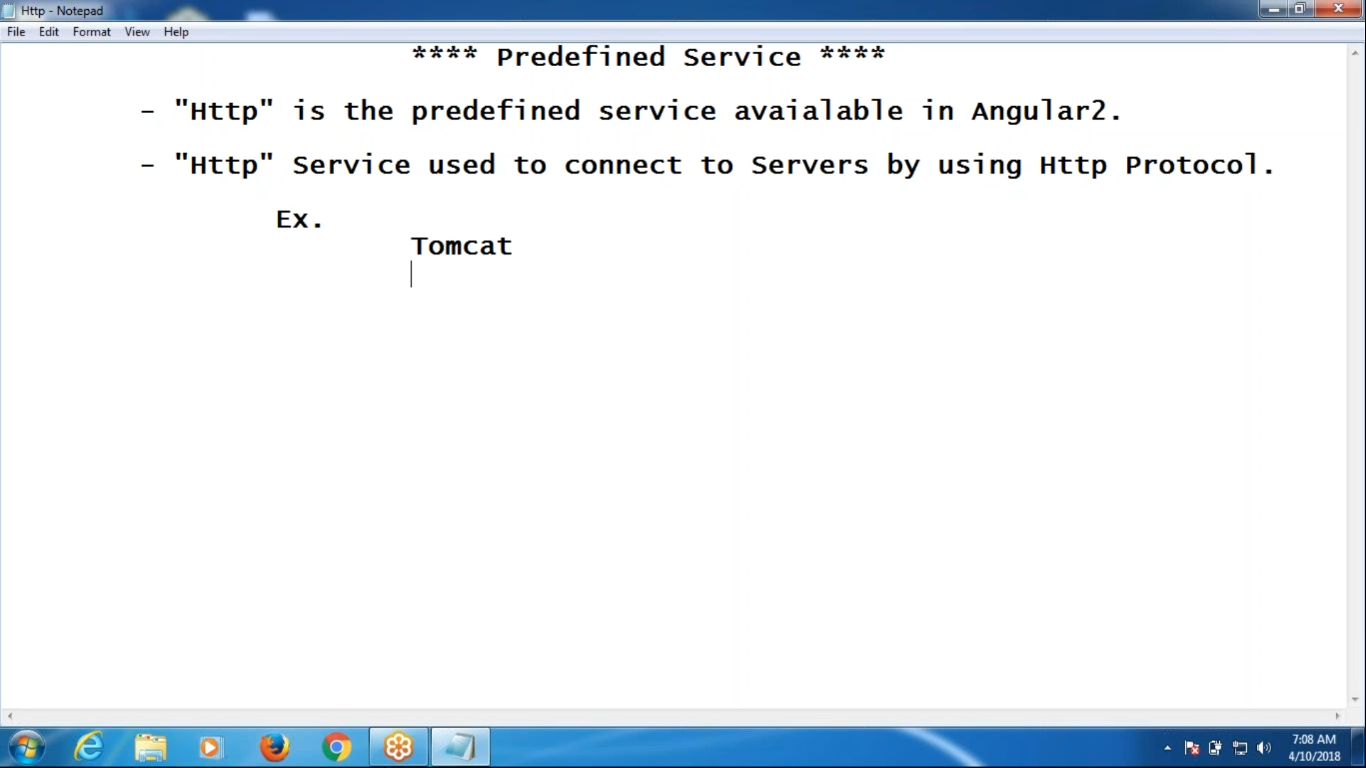 Http - Notepad
File Edit Format View Help
**** Predefined Service ****
- "Http" is the predefined service avaialable in Angular2.
- "Http" Service used to connect to Servers by using Http Protocol.
Ex.
Tomcat
7:08 AM
4/10/2018